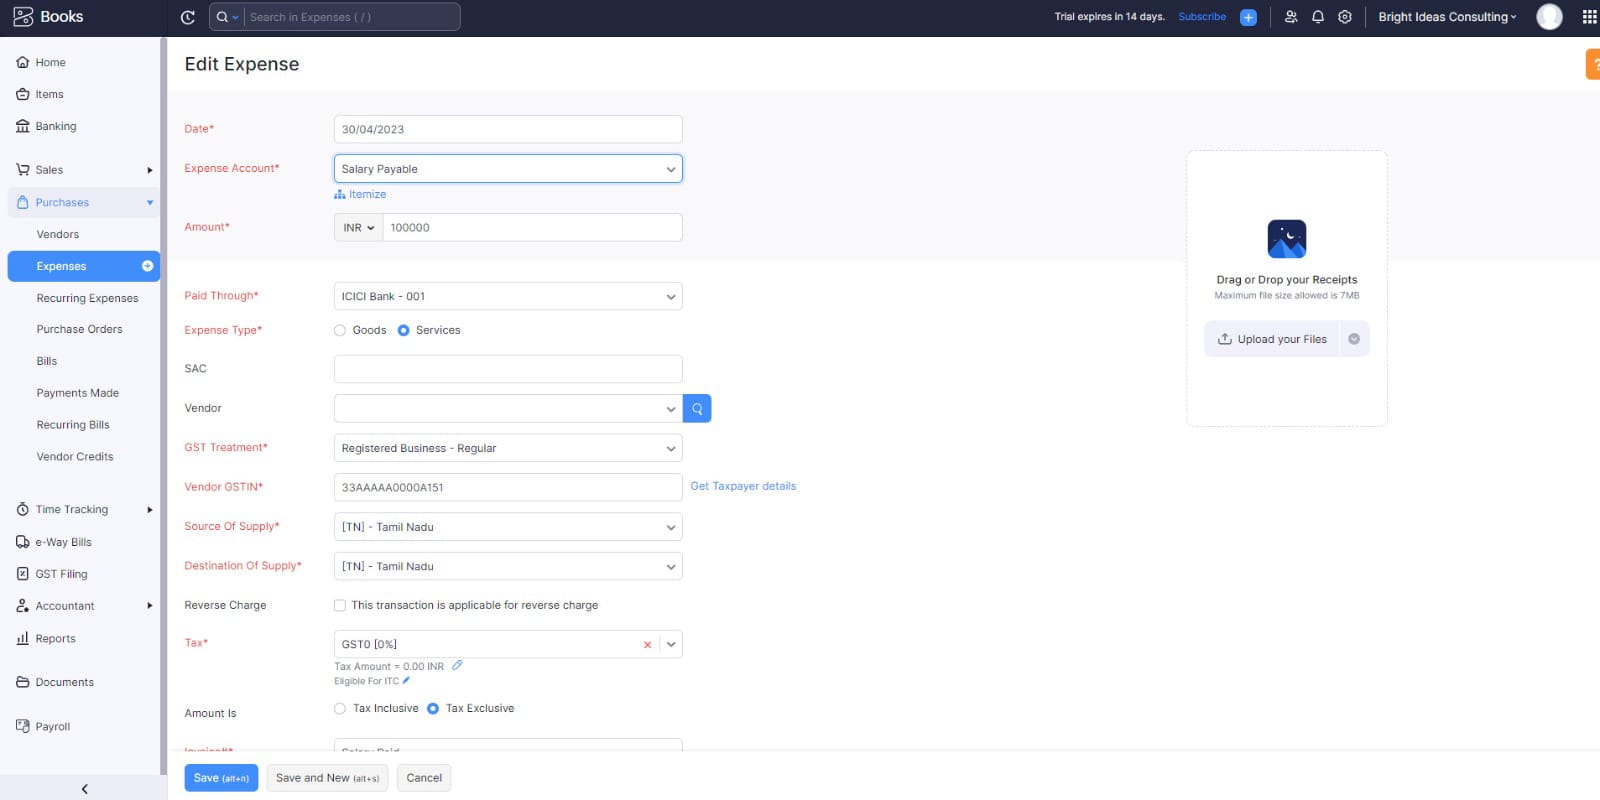 Books
Search in Expenses ( / )
Trial expires in 14 days. Subscribe
Bright Ideas Consulting
Home
Items
Banking
Sales
Purchases
Vendors
Expenses
Recurring Expenses
Purchase Orders
Bills
Payments Made
Recurring Bills
Vendor Credits
Time Tracking
e-Way Bills
GST Filing
Accountant
Reports
Documents
Payroll
Edit Expense
?
Date* 30/04/2023
Expense Account* Salary Payable
Itemize
Amount* INR 100000
Paid Through* ICICI Bank - 001
Expense Type* Goods Services
SAC
Vendor
GST Treatment* Registered Business - Regular
Vendor GSTIN* 33AAAAA0000A151 Get Taxpayer details
Source Of Supply* [TN] - Tamil Nadu
Destination Of Supply* [TN] - Tamil Nadu
Reverse Charge This transaction is applicable for reverse charge
Tax* GST0 [0%]
Tax Amount = 0.00 INR
Eligible For ITC
Amount Is Tax Inclusive Tax Exclusive
Invoice#* Salary Paid
Save (alt+n) Save and New (alt+s) Cancel
Drag or Drop your Receipts
Maximum file size allowed is 7MB
Upload your Files